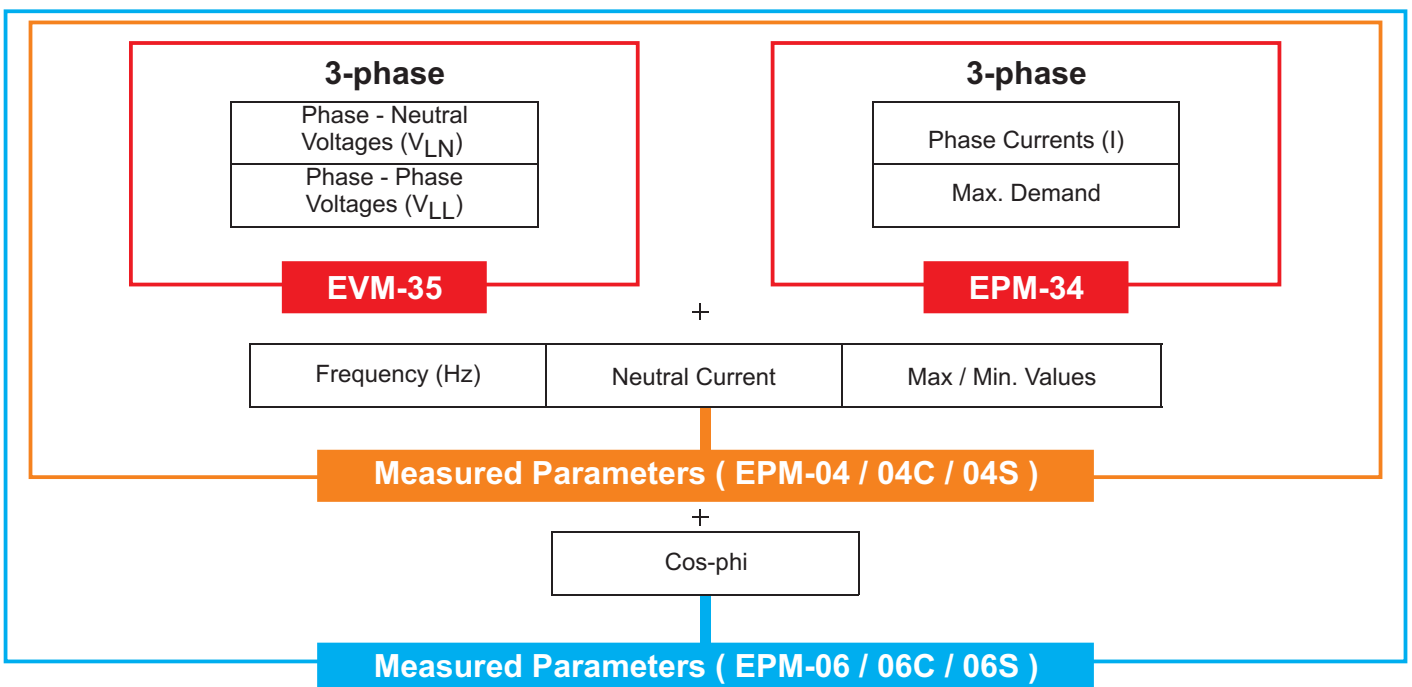 3-phase
Phase - Neutral
Voltages (VLN)
Phase - Phase
Voltages (VLL)
EVM-35
3-phase
Phase Currents (I)
Max. Demand
EPM-34
+
Frequency (Hz)
Neutral Current
Max / Min. Values
Measured Parameters ( EPM-04 / 04C / 04S )
+
Cos-phi
Measured Parameters ( EPM-06 / 06C / 06S )